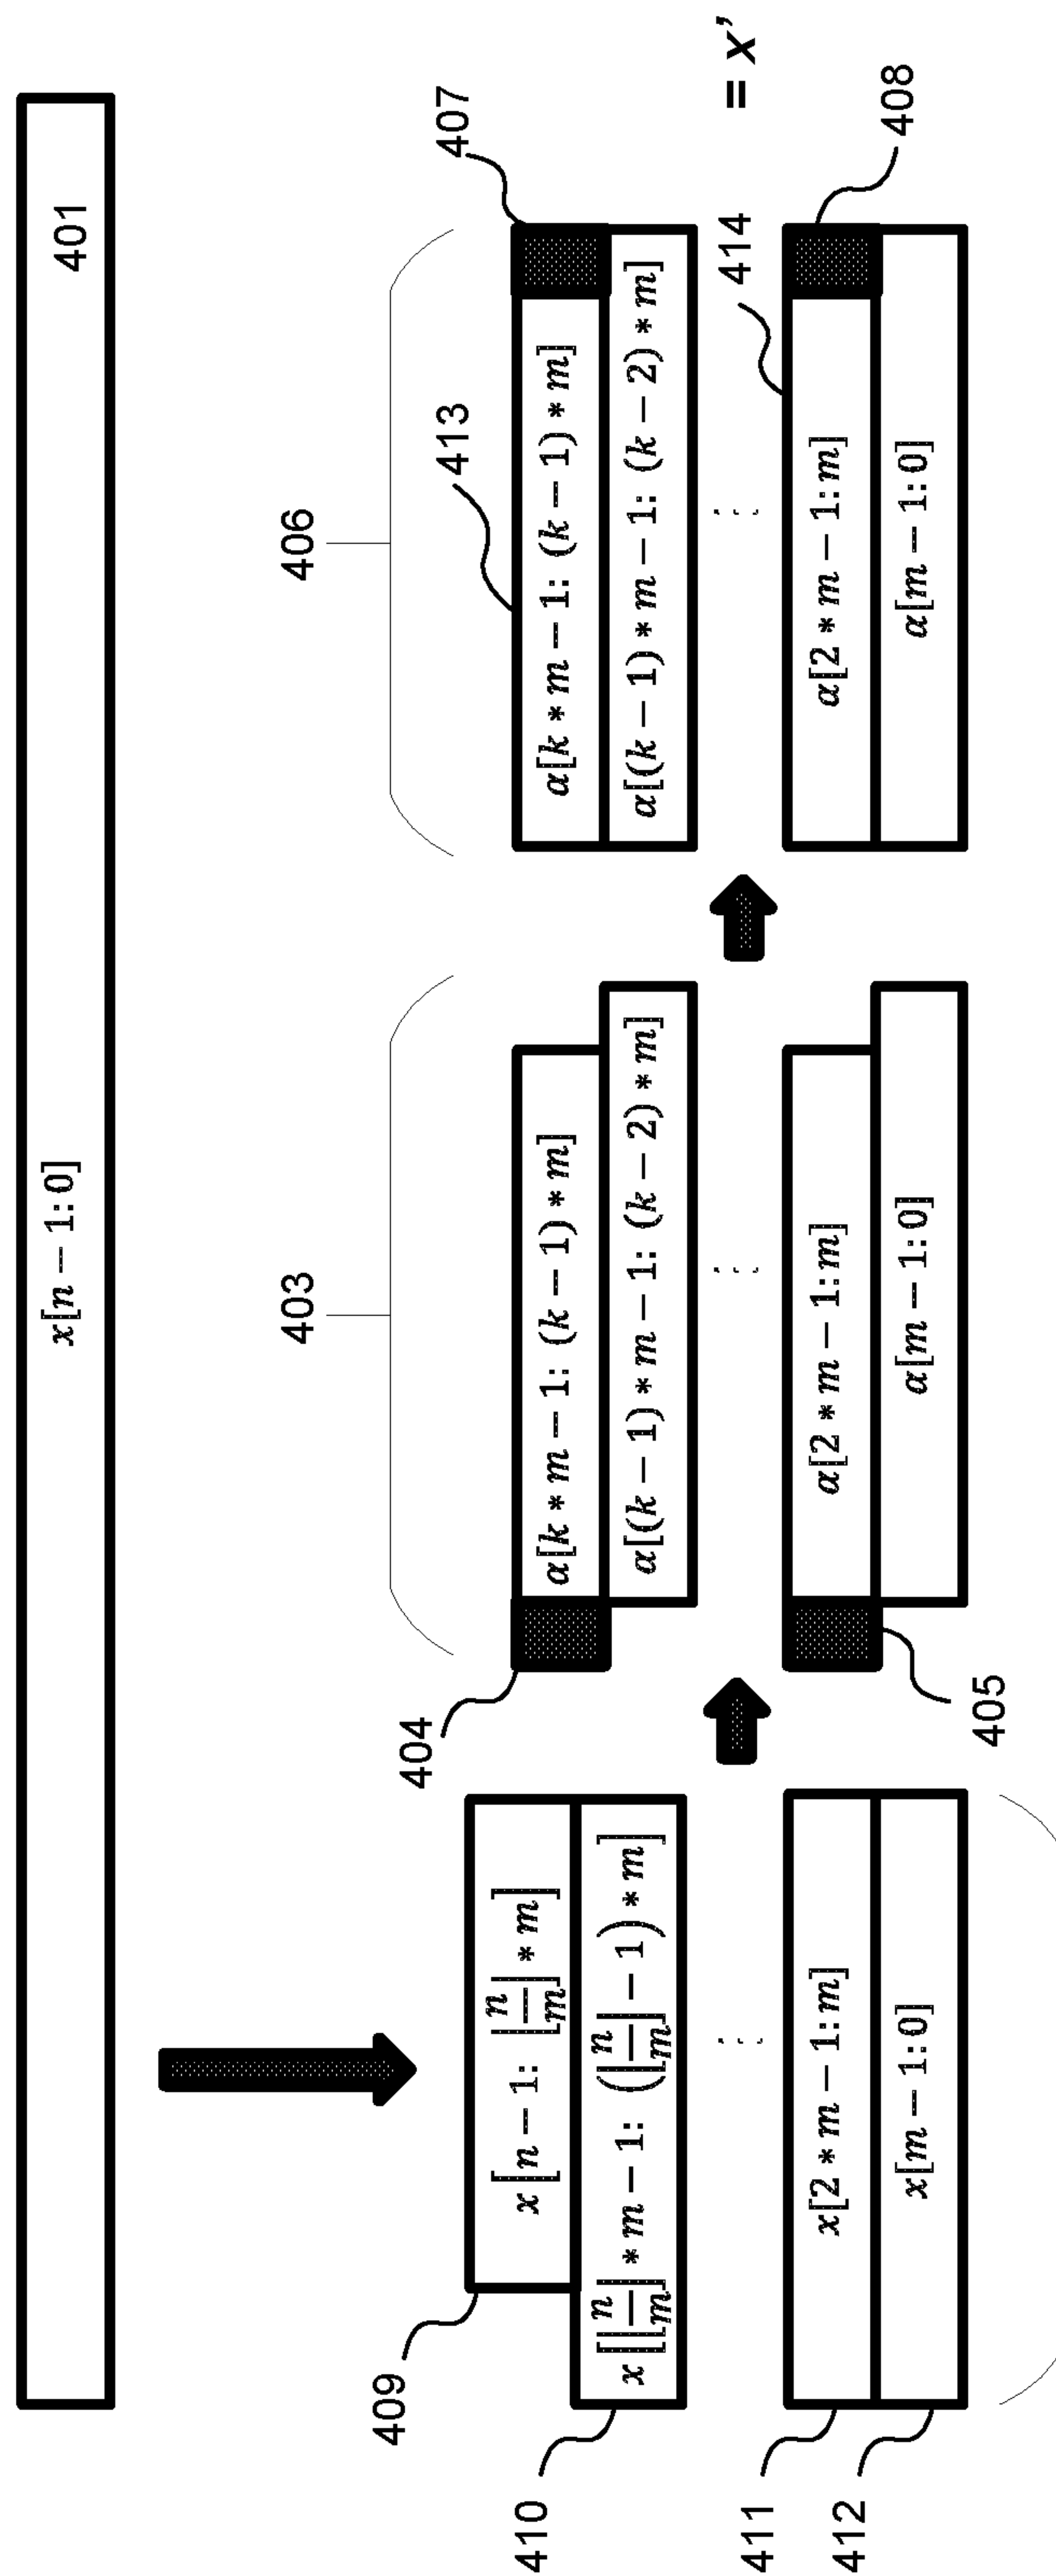 x[n − 1: 0]
401
409
x[n − 1: ⌊n/m⌋ * m]
410
x[⌊n/m⌋ * m − 1: (⌊n/m⌋ − 1) * m]
⋮
411
x[2 * m − 1: m]
412
x[m − 1: 0]
403
404
α[k * m − 1: (k − 1) * m]
α[(k − 1) * m − 1: (k − 2) * m]
⋮
α[2 * m − 1: m]
405
α[m − 1: 0]
406
407
413
α[k * m − 1: (k − 1) * m]
α[(k − 1) * m − 1: (k − 2) * m]
⋮
= x’
414
α[2 * m − 1: m]
408
α[m − 1: 0]